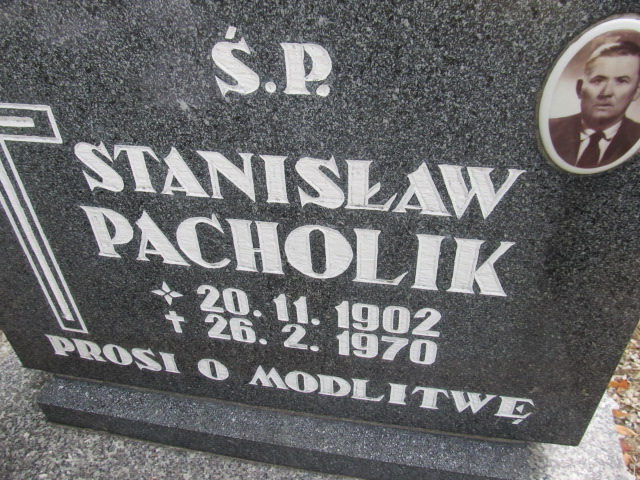 Ś.P.
STANISŁAW
PACHOLIK
20.11.1902
26.2.1970
PROSI O MODLITWĘ